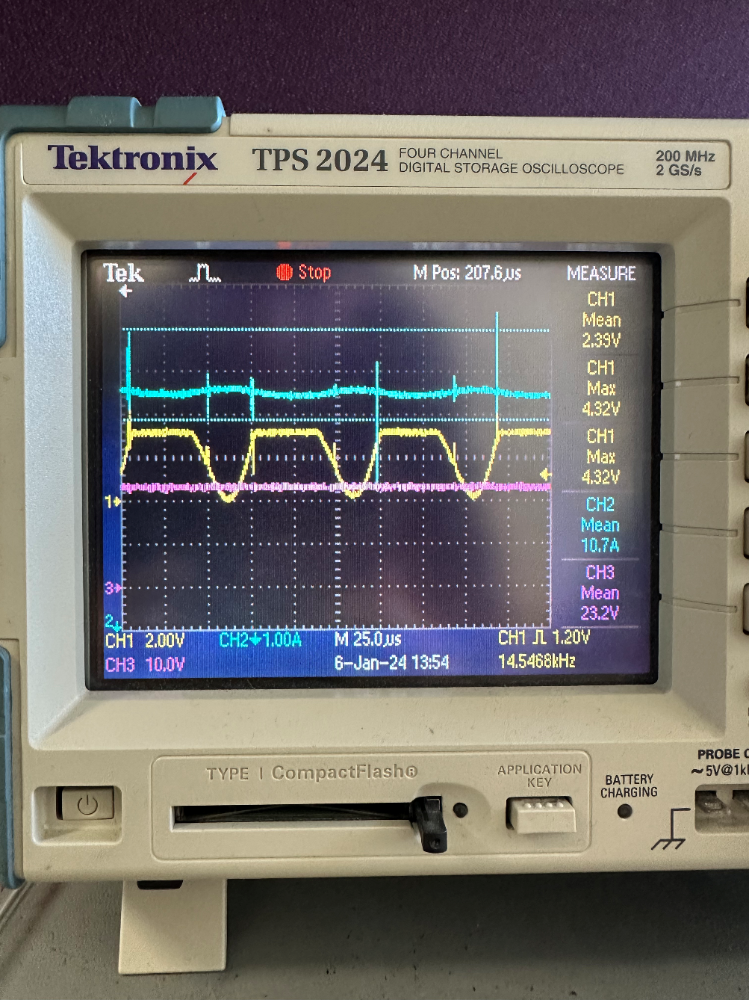 Tektronix TPS 2024 FOUR CHANNEL
DIGITAL STORAGE OSCILLOSCOPE
200 MHz
2 GS/s
Tek Stop M Pos: 207.6µs MEASURE
CH1
Mean
2.39V
CH1
Max
4.32V
CH1
Max
4.32V
CH2
Mean
10.7A
CH3
Mean
23.2V
1
3
2
CH1 2.00V CH2 1.00A M 25.0µs CH1 1.20V
CH3 10.0V 6-Jan-24 13:54 14.5468kHz
TYPE I CompactFlash®
APPLICATION
KEY
BATTERY
CHARGING
PROBE C
~5V@1k